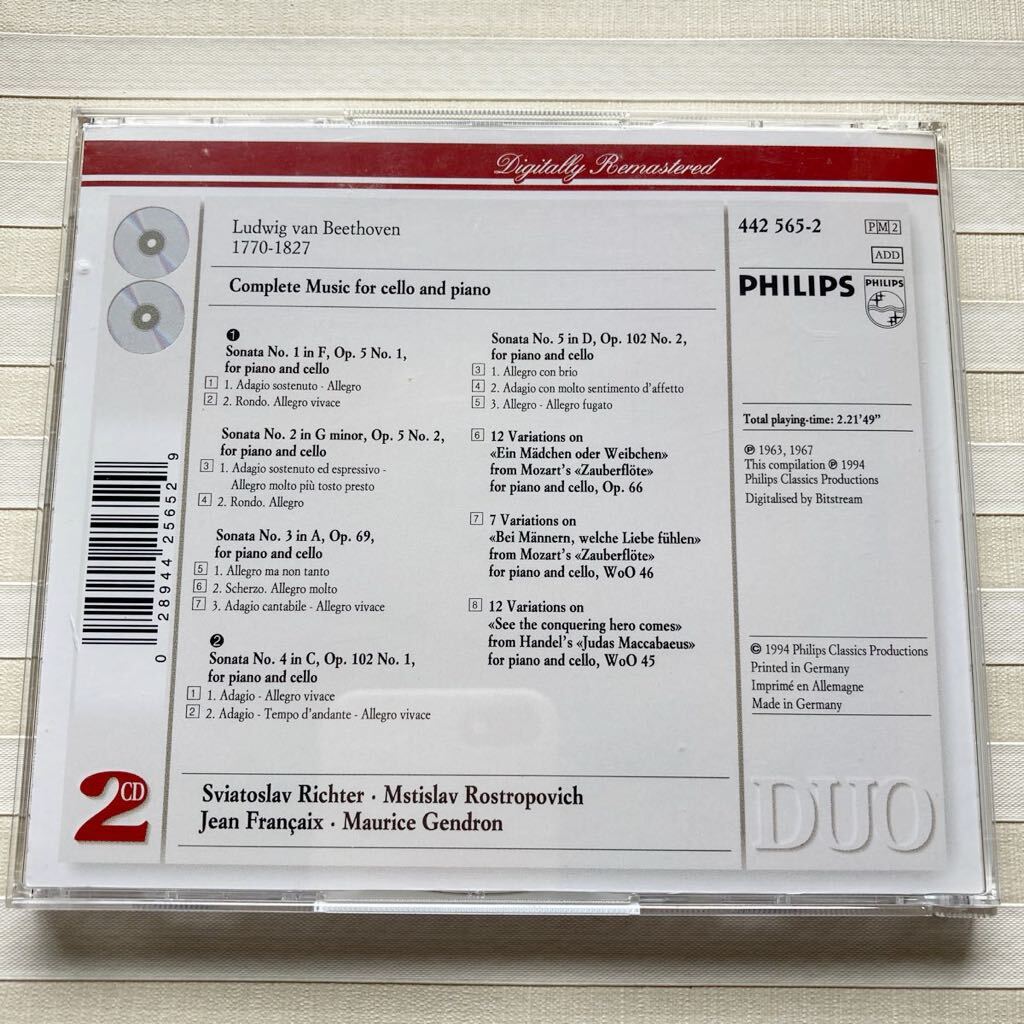 Digitally Remastered
Ludwig van Beethoven
1770-1827
Complete Music for cello and piano
1
Sonata No. 1 in F, Op. 5 No. 1,
for piano and cello
1 1. Adagio sostenuto - Allegro
2 2. Rondo. Allegro vivace
Sonata No. 2 in G minor, Op. 5 No. 2,
for piano and cello
3 1. Adagio sostenuto ed espressivo -
Allegro molto più tosto presto
4 2. Rondo. Allegro
Sonata No. 3 in A, Op. 69,
for piano and cello
5 1. Allegro ma non tanto
6 2. Scherzo. Allegro molto
7 3. Adagio cantabile - Allegro vivace
2
Sonata No. 4 in C, Op. 102 No. 1,
for piano and cello
1 1. Adagio - Allegro vivace
2 2. Adagio - Tempo d'andante - Allegro vivace
Sonata No. 5 in D, Op. 102 No. 2,
for piano and cello
3 1. Allegro con brio
4 2. Adagio con molto sentimento d'affetto
5 3. Allegro - Allegro fugato
6 12 Variations on
«Ein Mädchen oder Weibchen»
from Mozart's «Zauberflöte»
for piano and cello, Op. 66
7 7 Variations on
«Bei Männern, welche Liebe fühlen»
from Mozart's «Zauberflöte»
for piano and cello, WoO 46
8 12 Variations on
«See the conquering hero comes»
from Handel's «Judas Maccabaeus»
for piano and cello, WoO 45
Sviatoslav Richter · Mstislav Rostropovich
Jean Françaix · Maurice Gendron
442 565-2
PM2
ADD
PHILIPS
PHILIPS
Total playing-time: 2.21'49"
℗ 1963, 1967
This compilation ℗ 1994
Philips Classics Productions
Digitalised by Bitstream
© 1994 Philips Classics Productions
Printed in Germany
Imprimé en Allemagne
Made in Germany
DUO
0 28944 25652 9
2CD